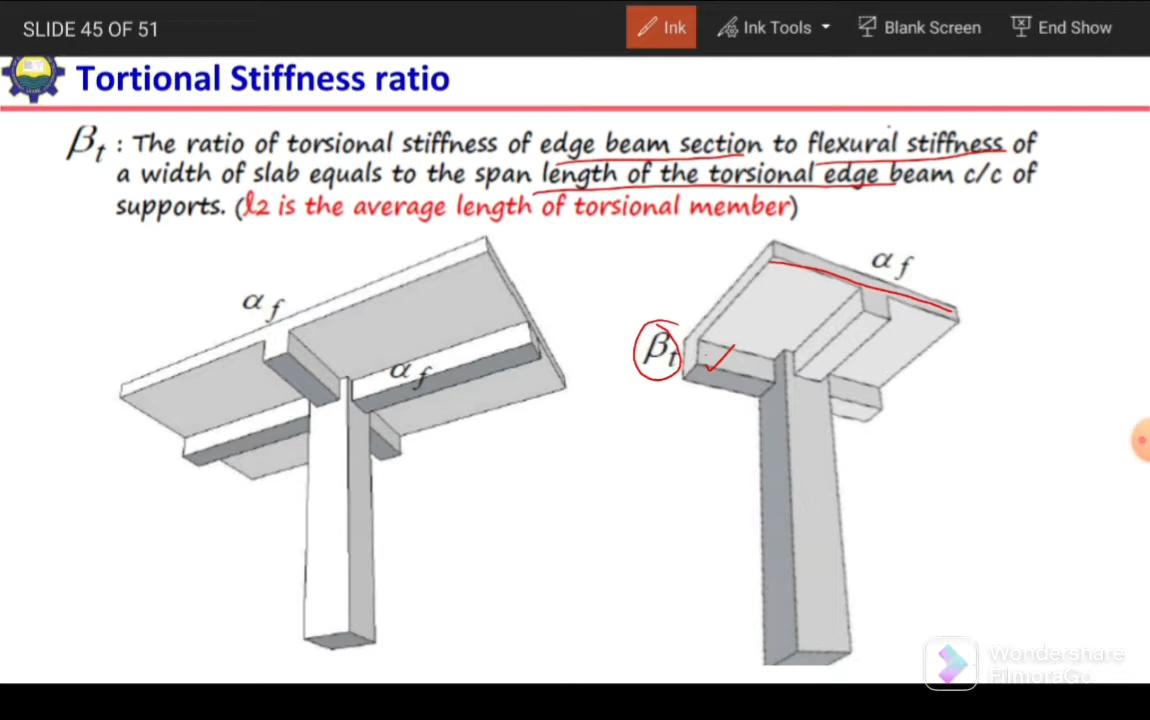 SLIDE 45 OF 51
Ink
Ink Tools
Blank Screen
End Show
Tortional Stiffness ratio
βt : The ratio of torsional stiffness of edge beam section to flexural stiffness of
a width of slab equals to the span length of the torsional edge beam c/c of
supports. (l2 is the average length of torsional member)
αf
αf
αf
βt
Wondershare
FilmoraGo